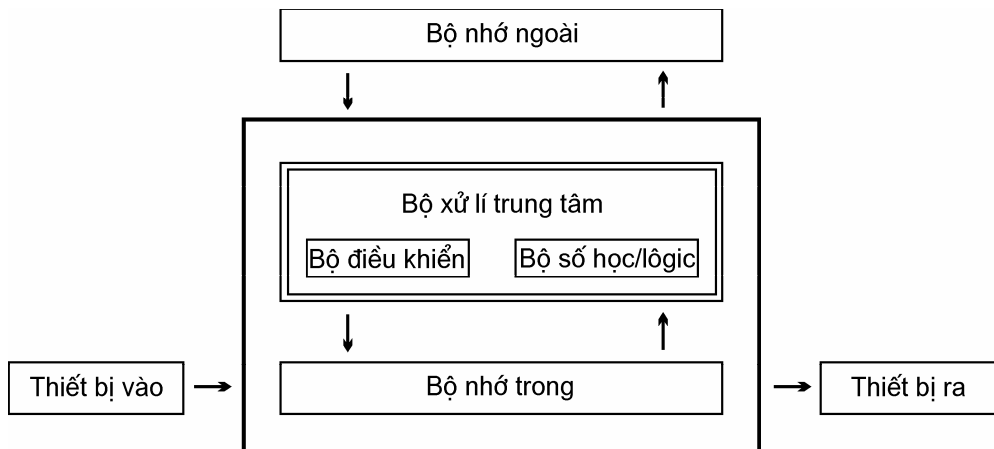 Bộ nhớ ngoài
Bộ xử lí trung tâm
Bộ điều khiển
Bộ số học/lôgic
Thiết bị vào
Bộ nhớ trong
Thiết bị ra